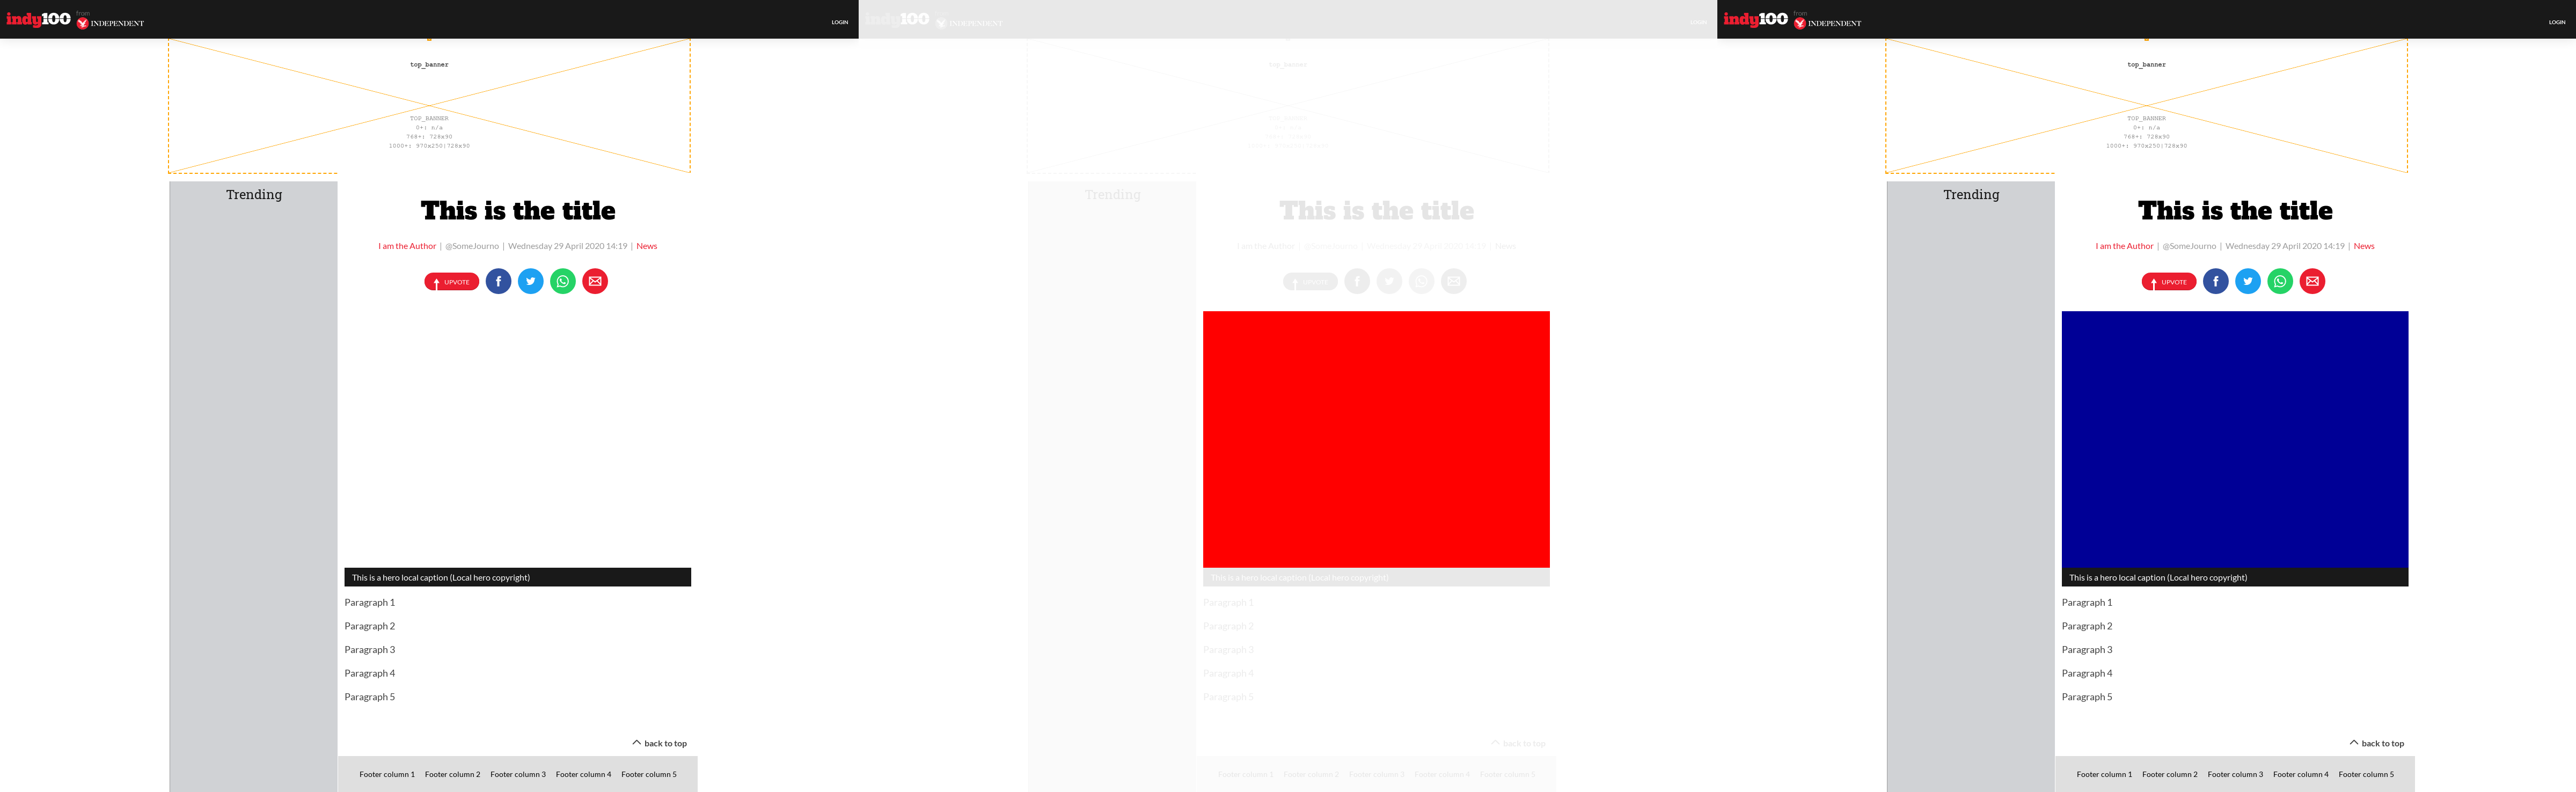 indy100 from INDEPENDENT LOGIN
top_banner
TOP_BANNER
0+: n/a
768+: 728x90
1000+: 970x250|728x90
Trending
This is the title
I am the Author | @SomeJourno | Wednesday 29 April 2020 14:19 | News
UPVOTE
This is a hero local caption (Local hero copyright)
Paragraph 1
Paragraph 2
Paragraph 3
Paragraph 4
Paragraph 5
back to top
Footer column 1 Footer column 2 Footer column 3 Footer column 4 Footer column 5
indy100 INDEPENDENT LOGIN
top_banner
Trending
This is the title
I am the Author | @SomeJourno | Wednesday 29 April 2020 14:19 | News
UPVOTE
This is a hero local caption (Local hero copyright)
Paragraph 1
Paragraph 2
Paragraph 3
Paragraph 4
Paragraph 5
back to top
Footer column 1 Footer column 2 Footer column 3 Footer column 4 Footer column 5
indy100 from INDEPENDENT LOGIN
top_banner
TOP_BANNER
0+: n/a
768+: 728x90
1000+: 970x250|728x90
Trending
This is the title
I am the Author | @SomeJourno | Wednesday 29 April 2020 14:19 | News
UPVOTE
This is a hero local caption (Local hero copyright)
Paragraph 1
Paragraph 2
Paragraph 3
Paragraph 4
Paragraph 5
back to top
Footer column 1 Footer column 2 Footer column 3 Footer column 4 Footer column 5